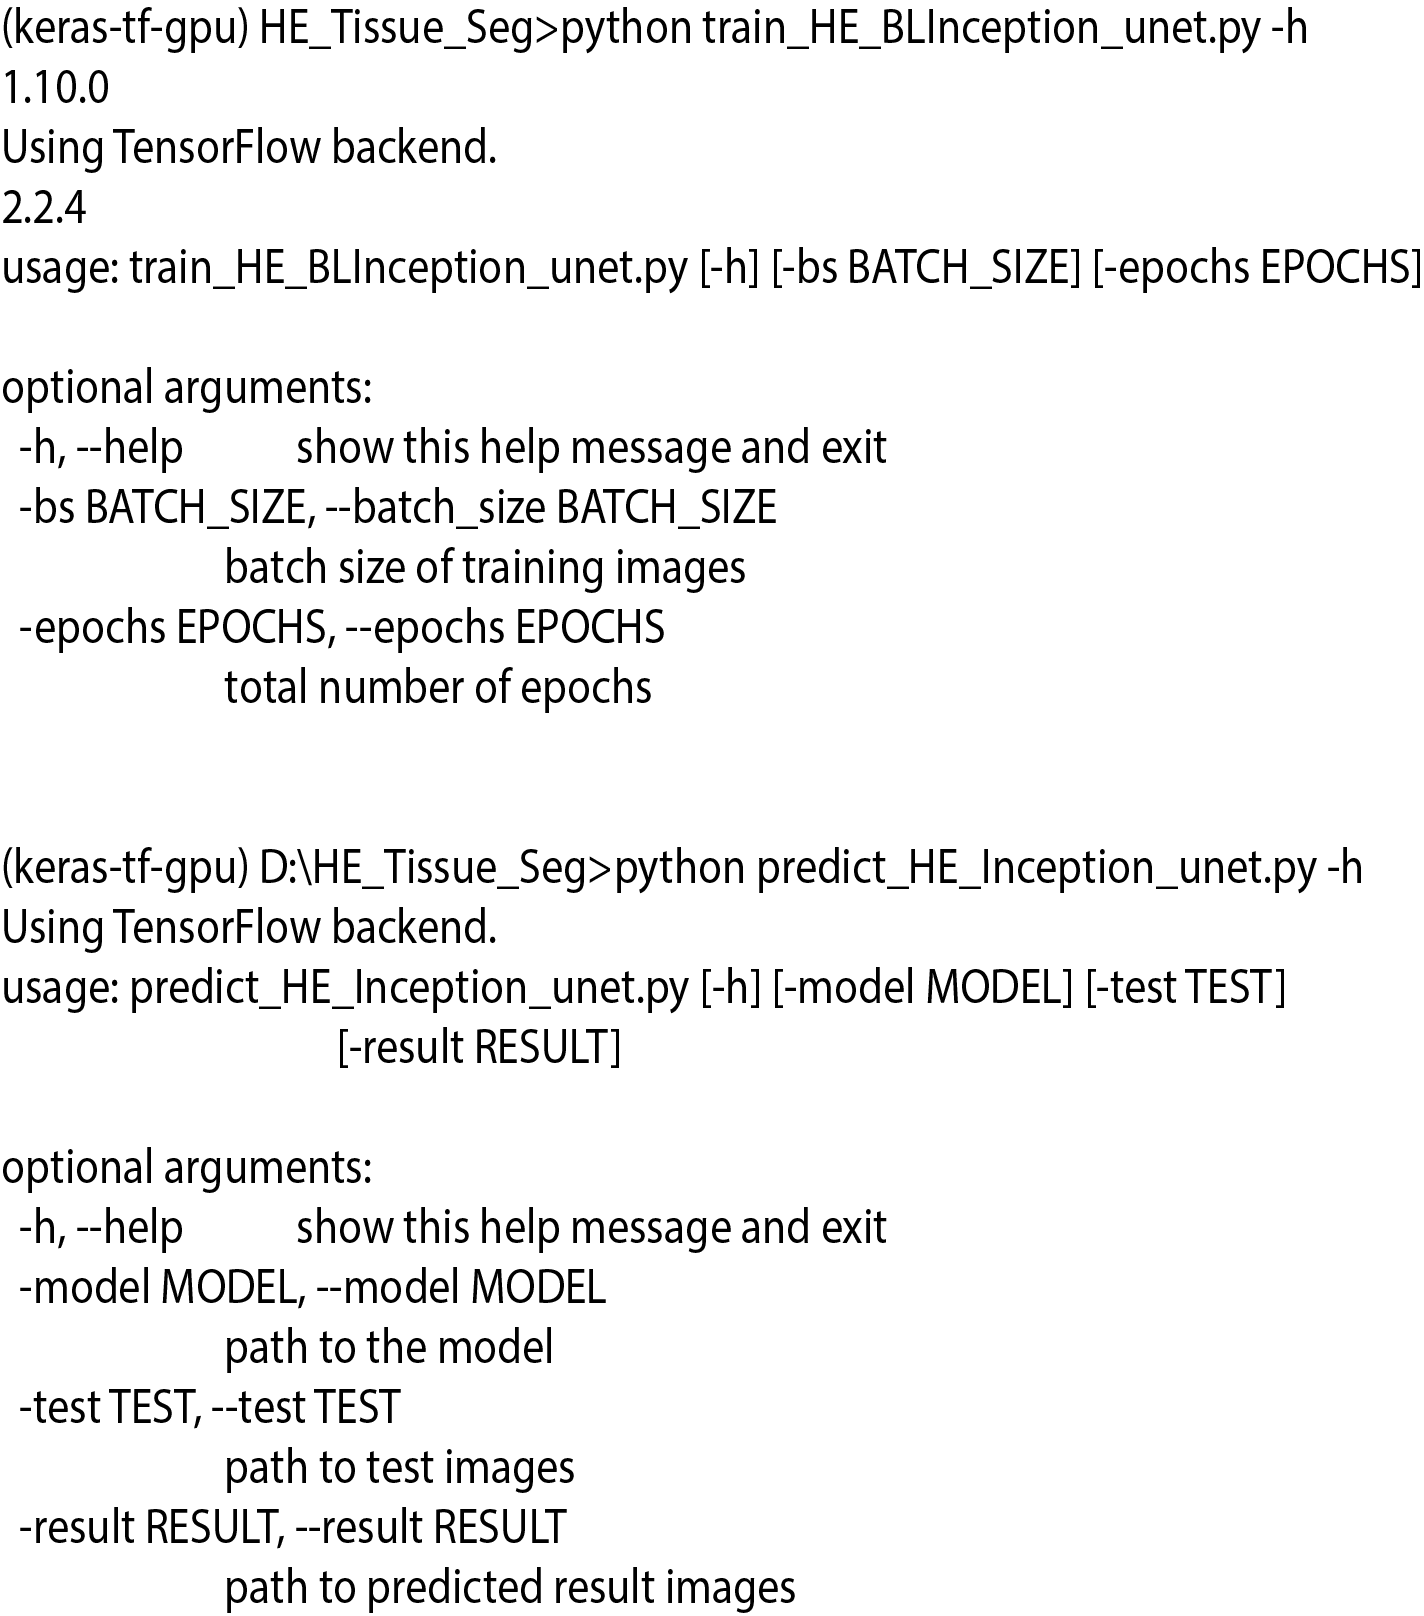 (keras-tf-gpu) HE_Tissue_Seg>python train_HE_BLInception_unet.py -h
1.10.0
Using TensorFlow backend.
2.2.4
usage: train_HE_BLInception_unet.py [-h] [-bs BATCH_SIZE] [-epochs EPOCHS]
optional arguments:
-h, --help show this help message and exit
-bs BATCH_SIZE, --batch_size BATCH_SIZE
batch size of training images
-epochs EPOCHS, --epochs EPOCHS
total number of epochs
(keras-tf-gpu) D:\HE_Tissue_Seg>python predict_HE_Inception_unet.py -h
Using TensorFlow backend.
usage: predict_HE_Inception_unet.py [-h] [-model MODEL] [-test TEST]
[-result RESULT]
optional arguments:
-h, --help show this help message and exit
-model MODEL, --model MODEL
path to the model
-test TEST, --test TEST
path to test images
-result RESULT, --result RESULT
path to predicted result images